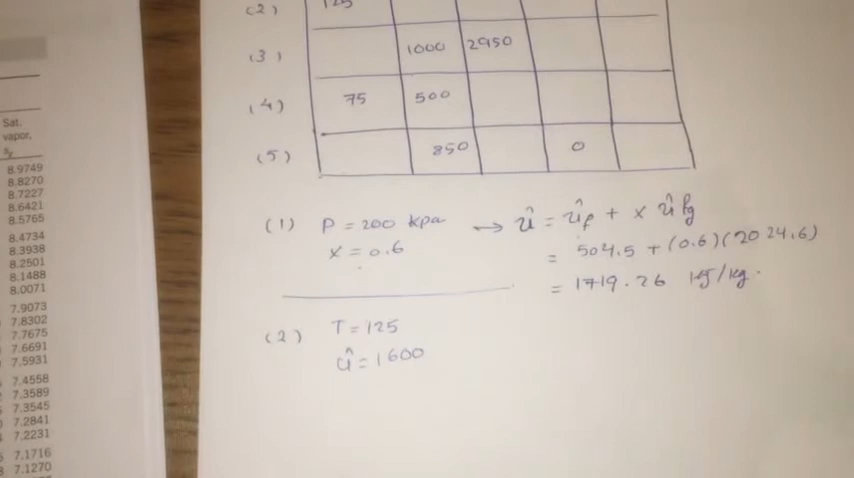 Sat.
vapor,
8.9749
8.8270
8.7227
8.6421
8.5765
8.4734
8.3938
8.2501
8.1488
8.0071
7.9073
7.8302
7.7675
7.6691
7.5931
7.4558
7.3589
7.3545
7.2841
7.2231
7.1716
7.1270
(2) 125
(3) 1000 2950
(4) 75 500
(5) 850 0
(1) P = 200 kpa → û = ûf + x ûfg
x = 0.6 = 504.5 + (0.6)(2024.6)
= 1719.26 kJ/kg.
(2) T = 125
û = 1600